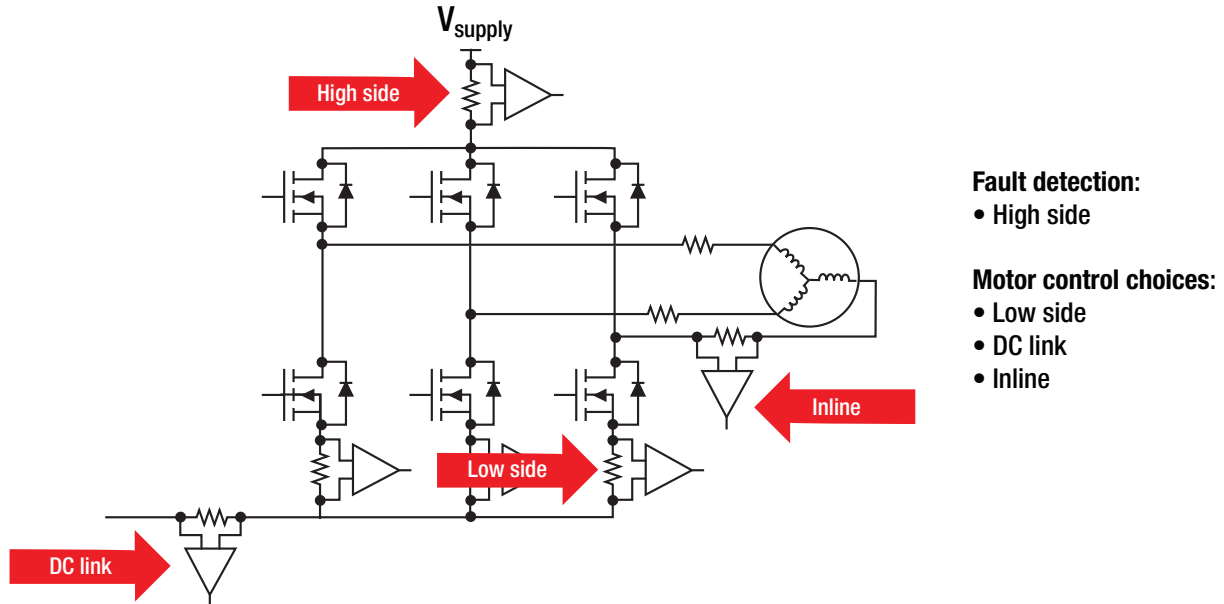 Vsupply
High side
Fault detection:
• High side
Motor control choices:
• Low side
• DC link
• Inline
Inline
Low side
DC link